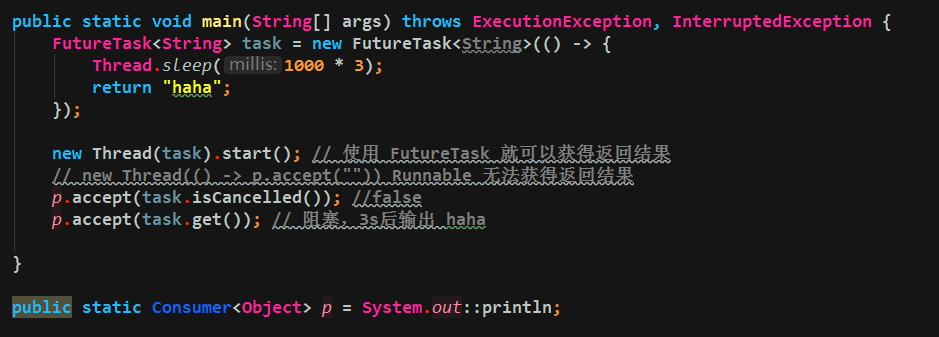 public static void main(String[] args) throws ExecutionException, InterruptedException {
    FutureTask<String> task = new FutureTask<String>(() -> {
        Thread.sleep( millis: 1000 * 3);
        return "haha";
    });

    new Thread(task).start(); // 使用 FutureTask 就可以获得返回结果
    // new Thread(() -> p.accept("")) Runnable 无法获得返回结果
    p.accept(task.isCancelled()); //false
    p.accept(task.get()); // 阻塞，3s后输出 haha

}

public static Consumer<Object> p = System.out::println;